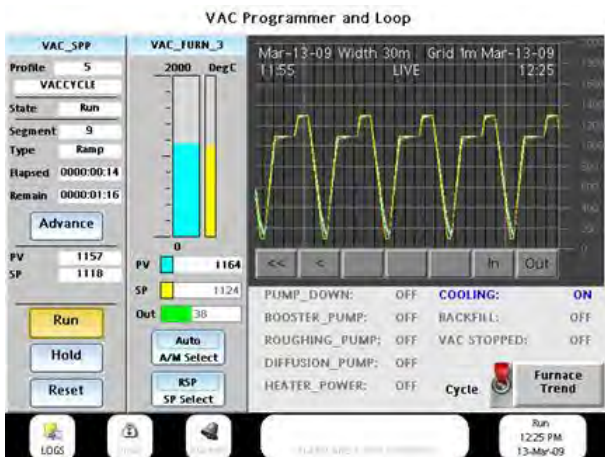 VAC Programmer and Loop
VAC_SPP
Profile 5
VACCYCLE
State Run
Segment 9
Type Ramp
Elapsed 0000:00:14
Remain 0000:01:16
Advance
PV 1157
SP 1118
Run
Hold
Reset
VAC_FURN_3
2000 DegC
0
PV 1164
SP 1124
Out 38
Auto
A/M Select
RSP
SP Select
Mar-13-09 Width 30m Grid 1m Mar-13-09
11:55 LIVE 12:25
<< < In Out
PUMP_DOWN: OFF COOLING: ON
BOOSTER_PUMP: OFF BACKFILL: OFF
ROUGHING_PUMP: OFF VAC STOPPED: OFF
DIFFUSION_PUMP: OFF
HEATER_POWER: OFF
Cycle
Furnace
Trend
LOGS
Run
12:25 PM
13-Mar-09